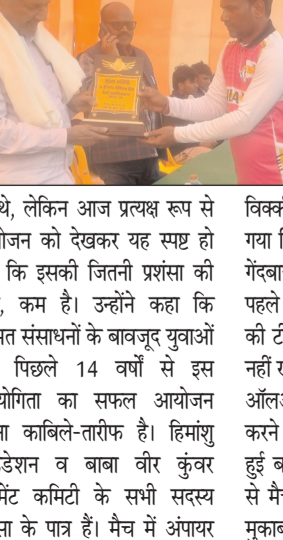 थे, लेकिन आज प्रत्यक्ष रूप से
योजन को देखकर यह स्पष्ट हो
कि इसकी जितनी प्रशंसा की
, कम है। उन्होंने कहा कि
संसाधनों के बावजूद युवाओं
पिछले 14 वर्षों से इस
योगिता का सफल आयोजन
ना काबिले-तारीफ है। हिमांशु
डेशन व बाबा वीर कुंवर
मेंट कमिटी के सभी सदस्य
सा के पात्र हैं। मैच में अंपायर
विक्की
गया
गेंदबा
पहले
की टी
नहीं
ऑल
करने
हुई ब
से मै
मुकाब